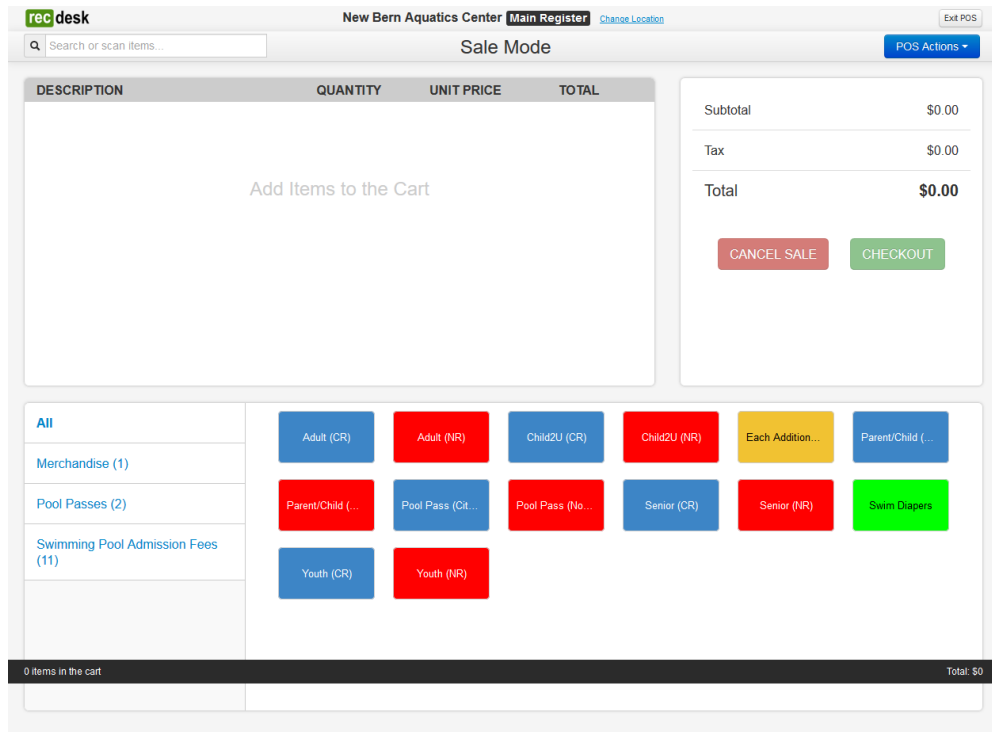 recdesk New Bern Aquatics Center Main Register Change Location Exit POS
Search or scan items... Sale Mode POS Actions
DESCRIPTION QUANTITY UNIT PRICE TOTAL
Add Items to the Cart
Subtotal $0.00
Tax $0.00
Total $0.00
CANCEL SALE CHECKOUT
All
Merchandise (1)
Pool Passes (2)
Swimming Pool Admission Fees
(11)
Adult (CR) Adult (NR) Child2U (CR) Child2U (NR) Each Addition... Parent/Child (...
Parent/Child (... Pool Pass (Cit... Pool Pass (No... Senior (CR) Senior (NR) Swim Diapers
Youth (CR) Youth (NR)
0 items in the cart Total: $0